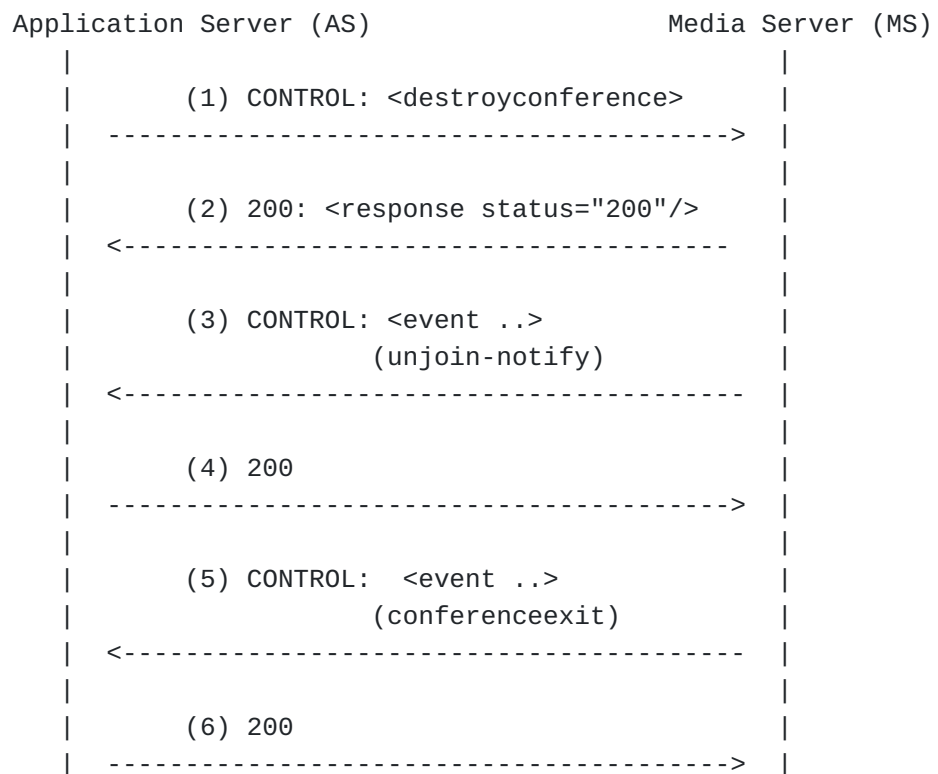 Application Server (AS)                   Media Server (MS)
   |                                              |
   |       (1) CONTROL: <destroyconference>       |
   |  ---------------------------------------->   |
   |                                              |
   |       (2) 200: <response status="200"/>      |
   |  <---------------------------------------    |
   |                                              |
   |       (3) CONTROL: <event ..>                |
   |                   (unjoin-notify)            |
   |  <----------------------------------------   |
   |                                              |
   |       (4) 200                                |
   |  ---------------------------------------->   |
   |                                              |
   |       (5) CONTROL:  <event ..>               |
   |                   (conferenceexit)           |
   |  <----------------------------------------   |
   |                                              |
   |       (6) 200                                |
   |  ---------------------------------------->   |